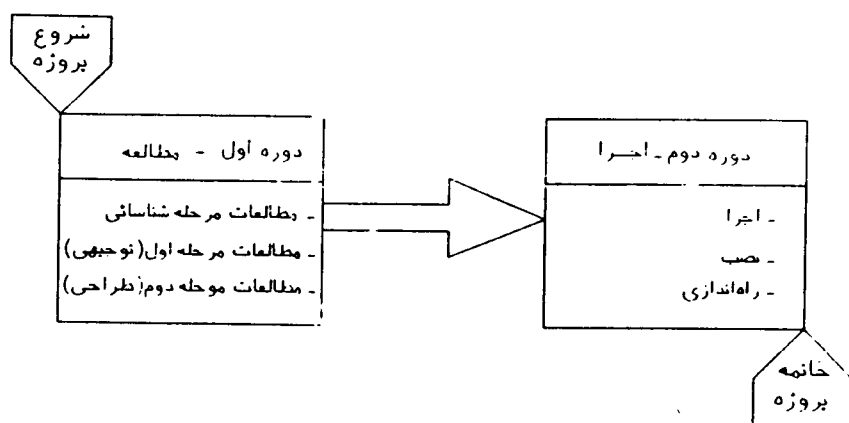 شروع
پروژه
دوره اول - مطالعه
- مطالعات مرحله شناسائی
- مطالعات مرحله اول (توجیهی)
- مطالعات مرحله دوم (طراحی)
دوره دوم - اجرا
- اجرا
- نصب
- راه‌اندازی
خاتمه
پروژه